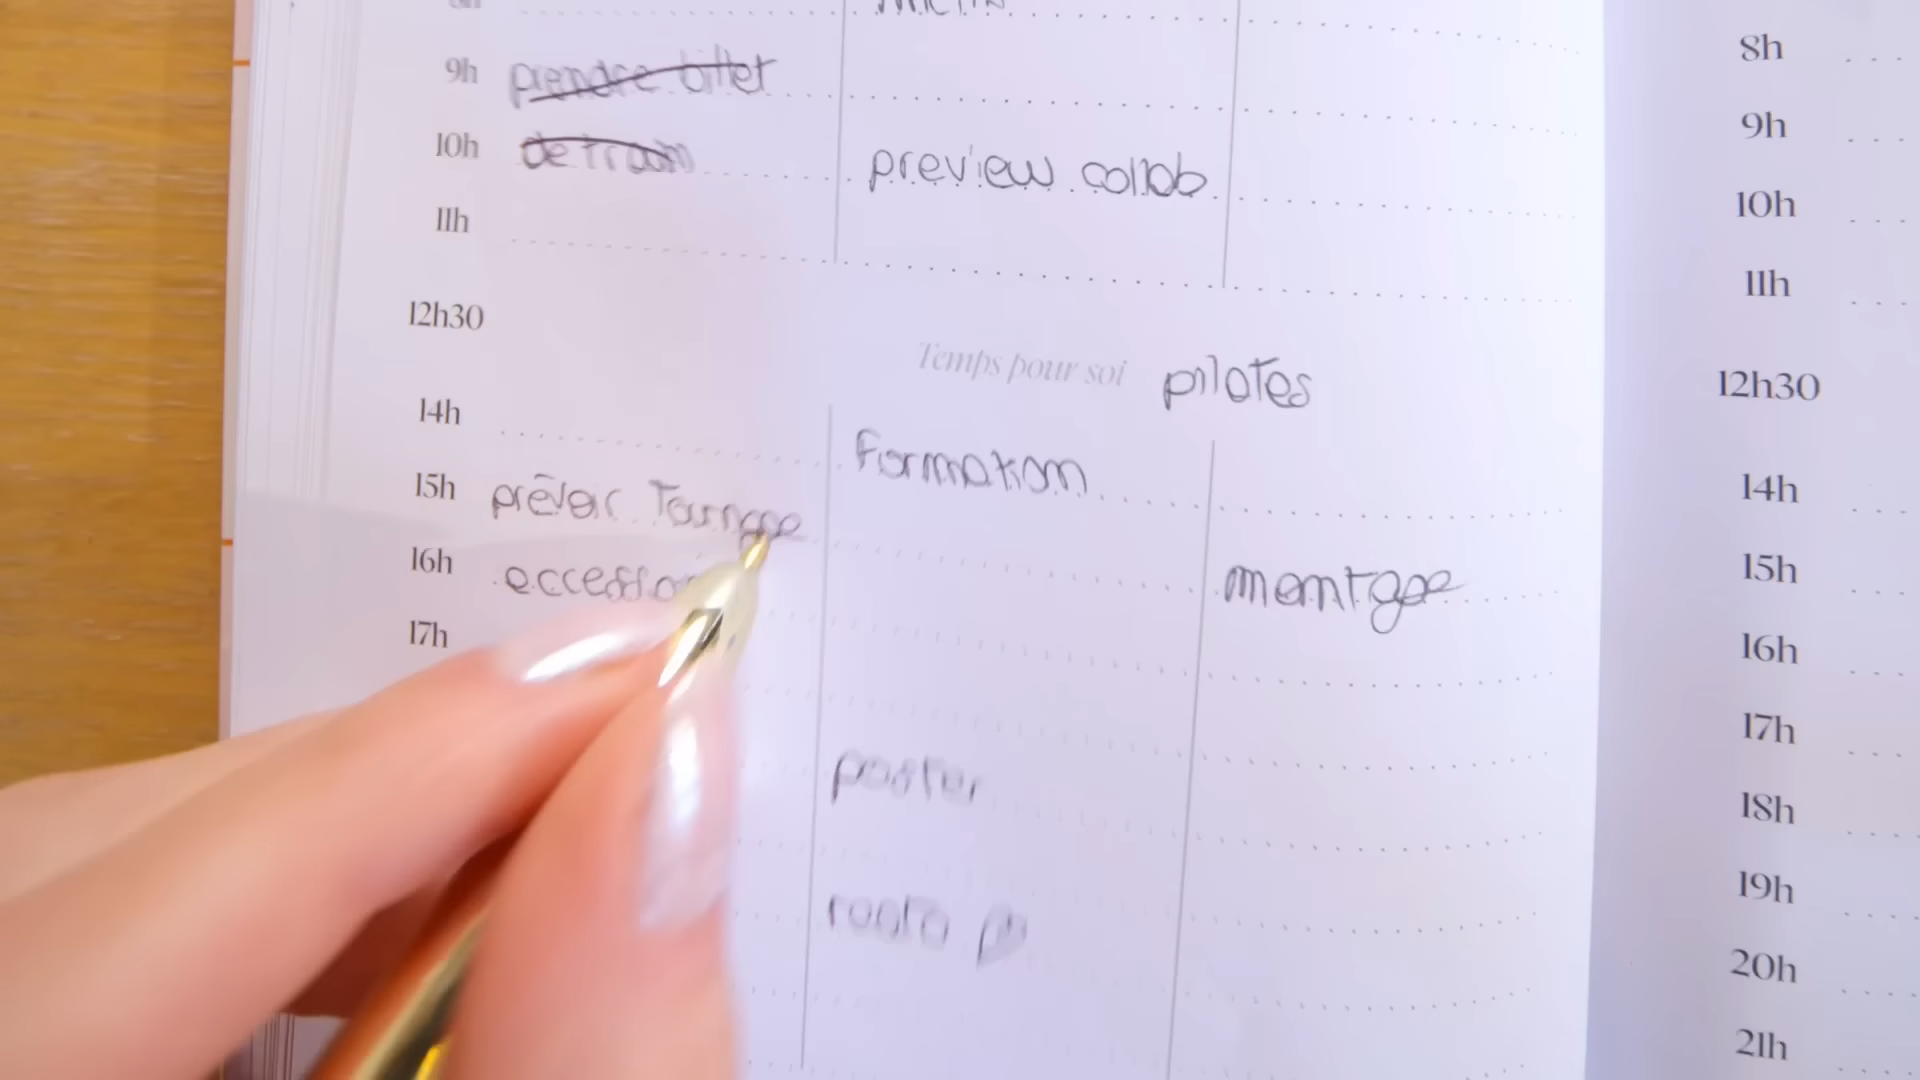 9h prendre billet
10h de train preview collab
11h
12h30
Temps pour soi pilates
14h formation
15h prévoir Tournage
16h accesso
montage
17h
poster
8h
9h
10h
11h
12h30
14h
15h
16h
17h
18h
19h
20h
21h